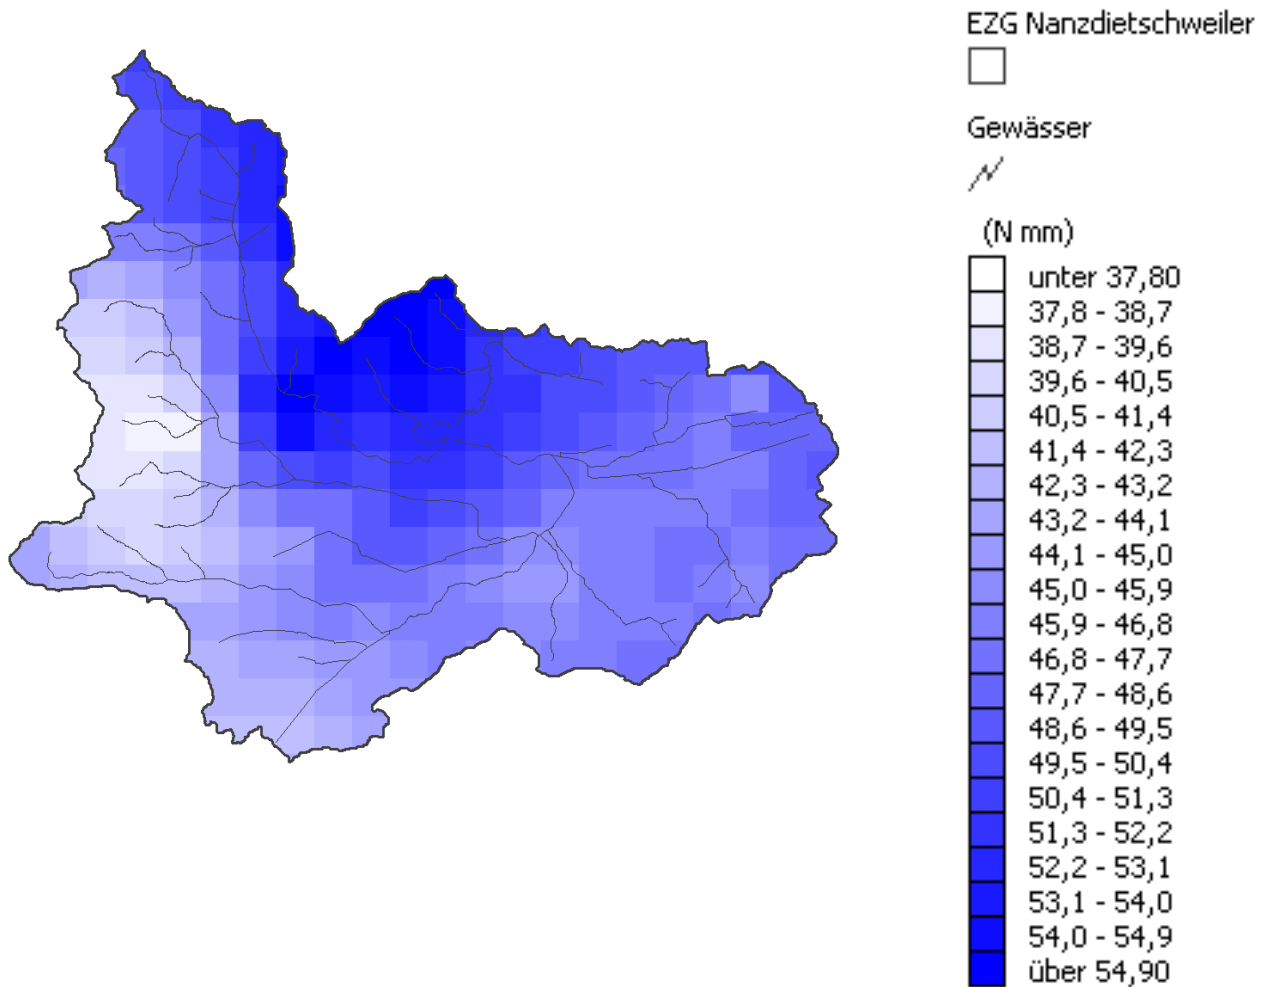 EZG Nanzdietschweiler
Gewässer
(N mm)
unter 37,80
37,8 - 38,7
38,7 - 39,6
39,6 - 40,5
40,5 - 41,4
41,4 - 42,3
42,3 - 43,2
43,2 - 44,1
44,1 - 45,0
45,0 - 45,9
45,9 - 46,8
46,8 - 47,7
47,7 - 48,6
48,6 - 49,5
49,5 - 50,4
50,4 - 51,3
51,3 - 52,2
52,2 - 53,1
53,1 - 54,0
54,0 - 54,9
über 54,90